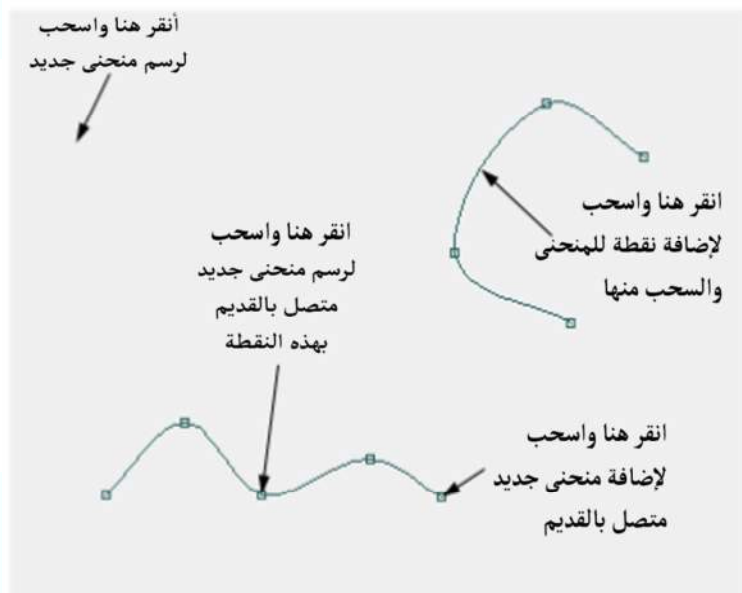 أنقر هنا واسحب
لرسم منحنى جديد
انقر هنا واسحب
لإضافة نقطة للمنحنى
والسحب منها
انقر هنا واسحب
لرسم منحنى جديد
متصل بالقديم
بهذه النقطة
انقر هنا واسحب
لإضافة منحنى جديد
متصل بالقديم